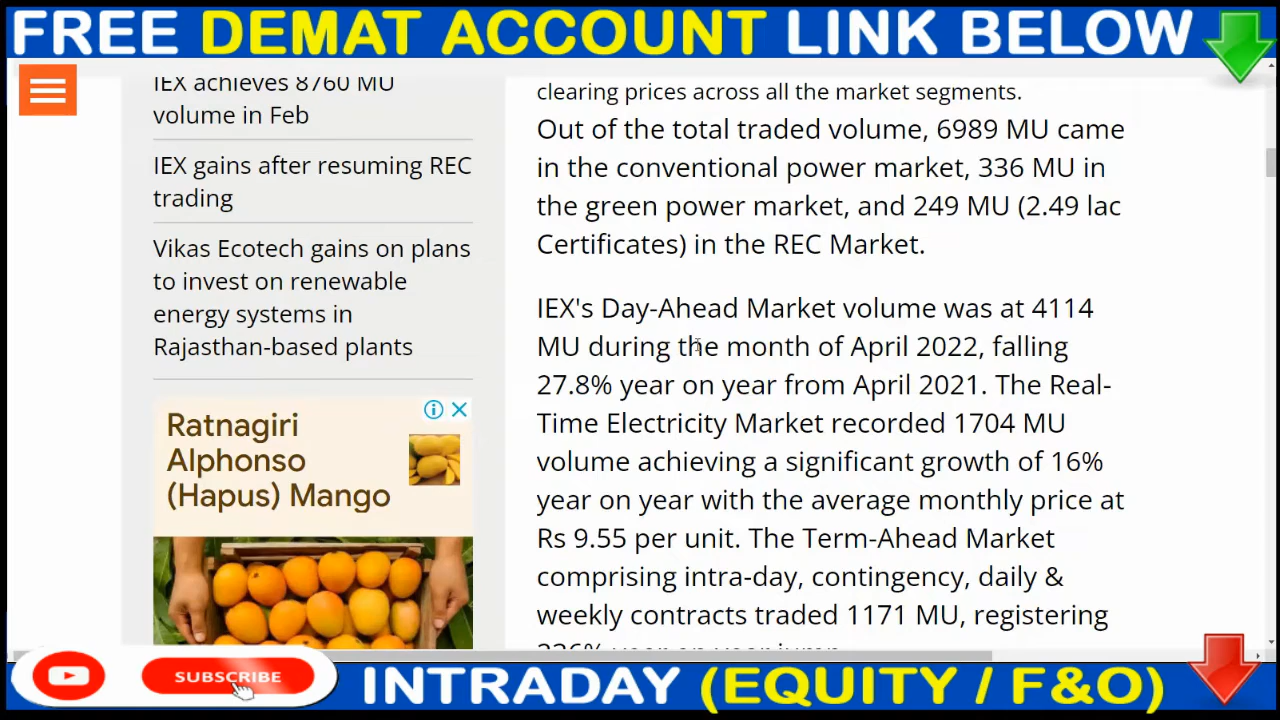 FREE DEMAT ACCOUNT LINK BELOW
IEX achieves 8760 MU
volume in Feb
IEX gains after resuming REC
trading
Vikas Ecotech gains on plans
to invest on renewable
energy systems in
Rajasthan-based plants
Ratnagiri
Alphonso
(Hapus) Mango
clearing prices across all the market segments.
Out of the total traded volume, 6989 MU came
in the conventional power market, 336 MU in
the green power market, and 249 MU (2.49 lac
Certificates) in the REC Market.
IEX's Day-Ahead Market volume was at 4114
MU during the month of April 2022, falling
27.8% year on year from April 2021. The Real-
Time Electricity Market recorded 1704 MU
volume achieving a significant growth of 16%
year on year with the average monthly price at
Rs 9.55 per unit. The Term-Ahead Market
comprising intra-day, contingency, daily &
weekly contracts traded 1171 MU, registering
year on year jump
SUBSCRIBE
INTRADAY (EQUITY / F&O)